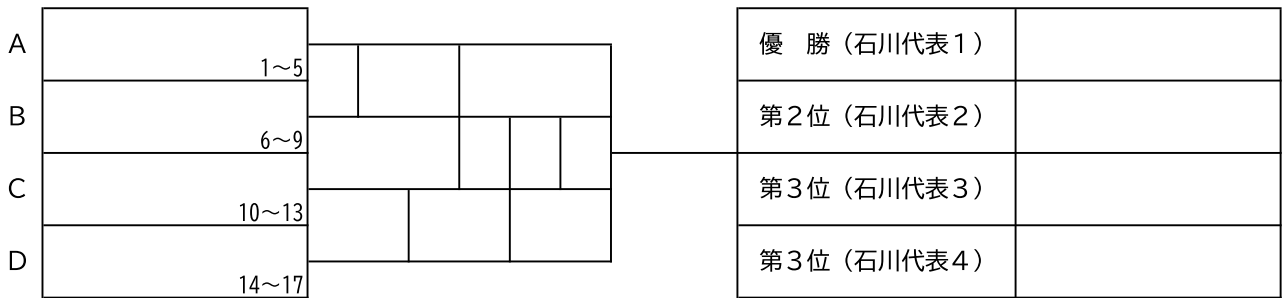 A
1～5
B
6～9
C
10～13
D
14～17
優　勝（石川代表１）
第２位（石川代表２）
第３位（石川代表３）
第３位（石川代表４）